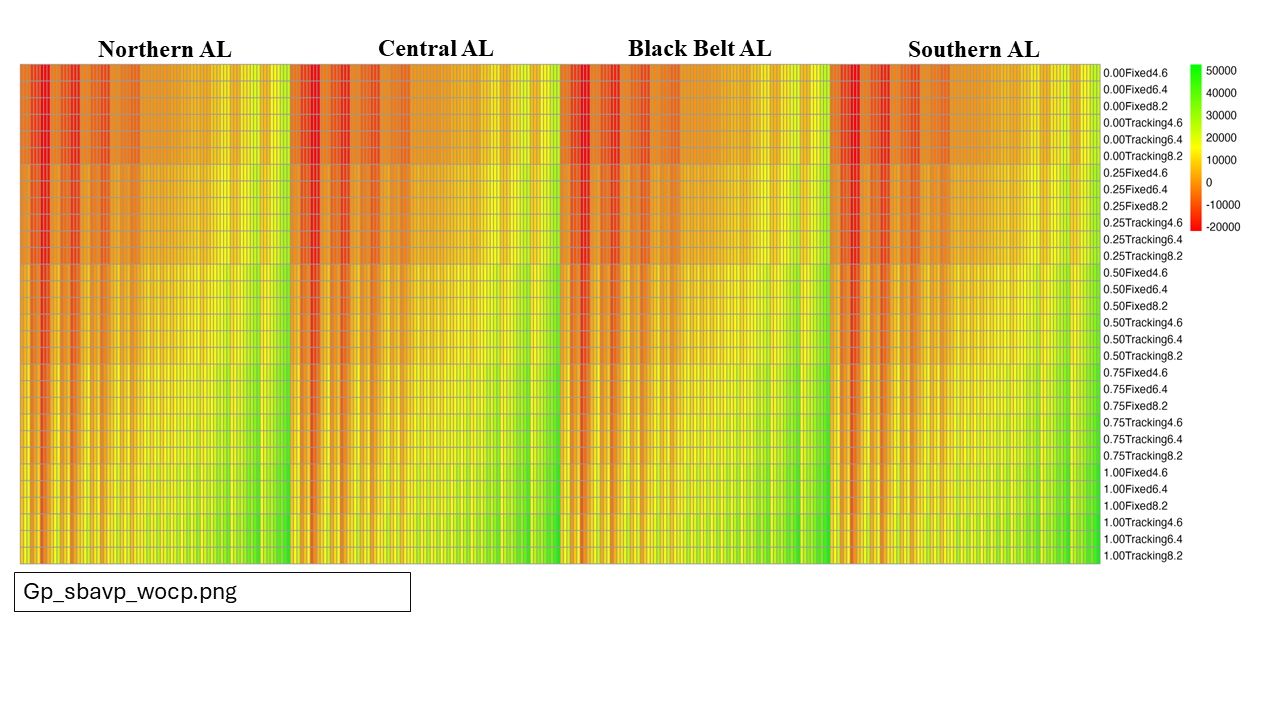 Northern AL
Central AL
Black Belt AL
Southern AL
0.00Fixed4.6
0.00Fixed6.4
0.00Fixed8.2
0.00Tracking4.6
0.00Tracking6.4
0.00Tracking8.2
0.25Fixed4.6
0.25Fixed6.4
0.25Fixed8.2
0.25Tracking4.6
0.25Tracking6.4
0.25Tracking8.2
0.50Fixed4.6
0.50Fixed6.4
0.50Fixed8.2
0.50Tracking4.6
0.50Tracking6.4
0.50Tracking8.2
0.75Fixed4.6
0.75Fixed6.4
0.75Fixed8.2
0.75Tracking4.6
0.75Tracking6.4
0.75Tracking8.2
1.00Fixed4.6
1.00Fixed6.4
1.00Fixed8.2
1.00Tracking4.6
1.00Tracking6.4
1.00Tracking8.2
50000
40000
30000
20000
10000
0
-10000
-20000
Gp_sbavp_wocp.png